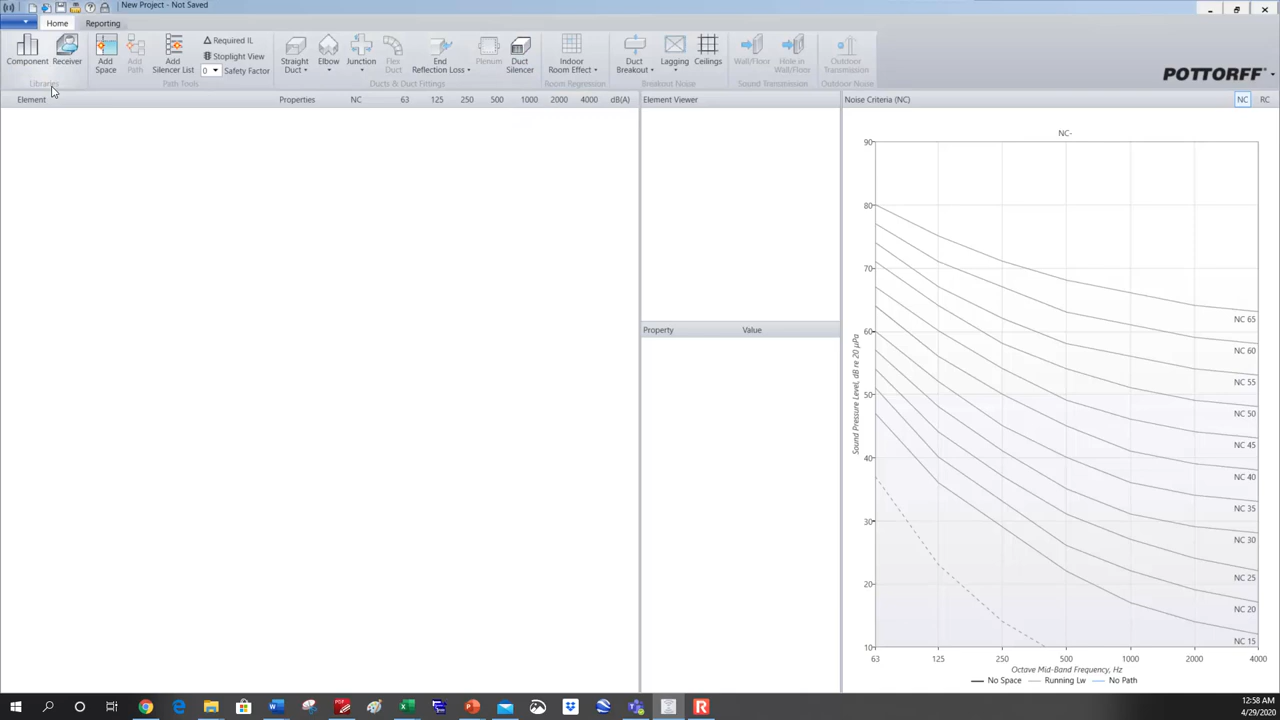 New Project - Not Saved
Home Reporting
Component Receiver Add Space Add Path Add Silencer List Required IL Stoplight View 0 Safety Factor Straight Duct Elbow Junction Flex Duct End Reflection Loss Plenum Duct Silencer Indoor Room Effect Duct Breakout Lagging Ceilings Wall/Floor Hole in Wall/Floor Outdoor Transmission
Libraries Path Tools Ducts & Duct Fittings Room Regression Breakout Noise Sound Transmission Outdoor Noise
POTTORFF®
Element Properties NC 63 125 250 500 1000 2000 4000 dB(A) Element Viewer Noise Criteria (NC) NC RC
Property Value
NC-
90
80
70
60
50
40
30
20
10
Sound Pressure Level, dB re 20 µPa
NC 65
NC 60
NC 55
NC 50
NC 45
NC 40
NC 35
NC 30
NC 25
NC 20
NC 15
63 125 250 500 1000 2000 4000
Octave Mid-Band Frequency, Hz
No Space Running Lw No Path
12:58 AM
4/29/2020